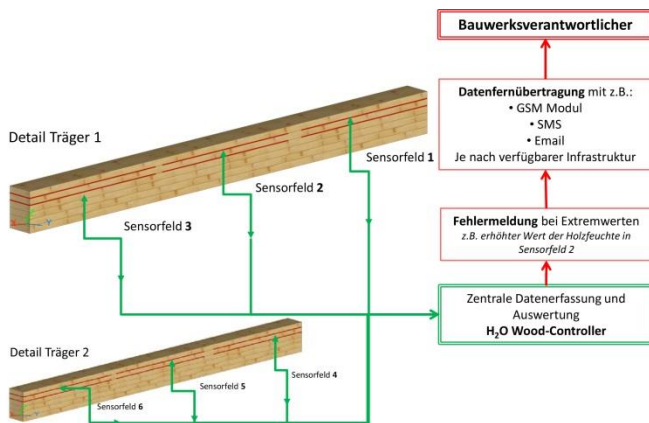 Bauwerksverantwortlicher
Datenfernübertragung mit z.B.:
• GSM Modul
• SMS
• Email
Je nach verfügbarer Infrastruktur
Fehlermeldung bei Extremwerten
z.B. erhöhter Wert der Holzfeuchte in
Sensorfeld 2
Zentrale Datenerfassung und
Auswertung
H₂O Wood-Controller
Detail Träger 1
Sensorfeld 1
Sensorfeld 2
Sensorfeld 3
Detail Träger 2
Sensorfeld 4
Sensorfeld 5
Sensorfeld 6